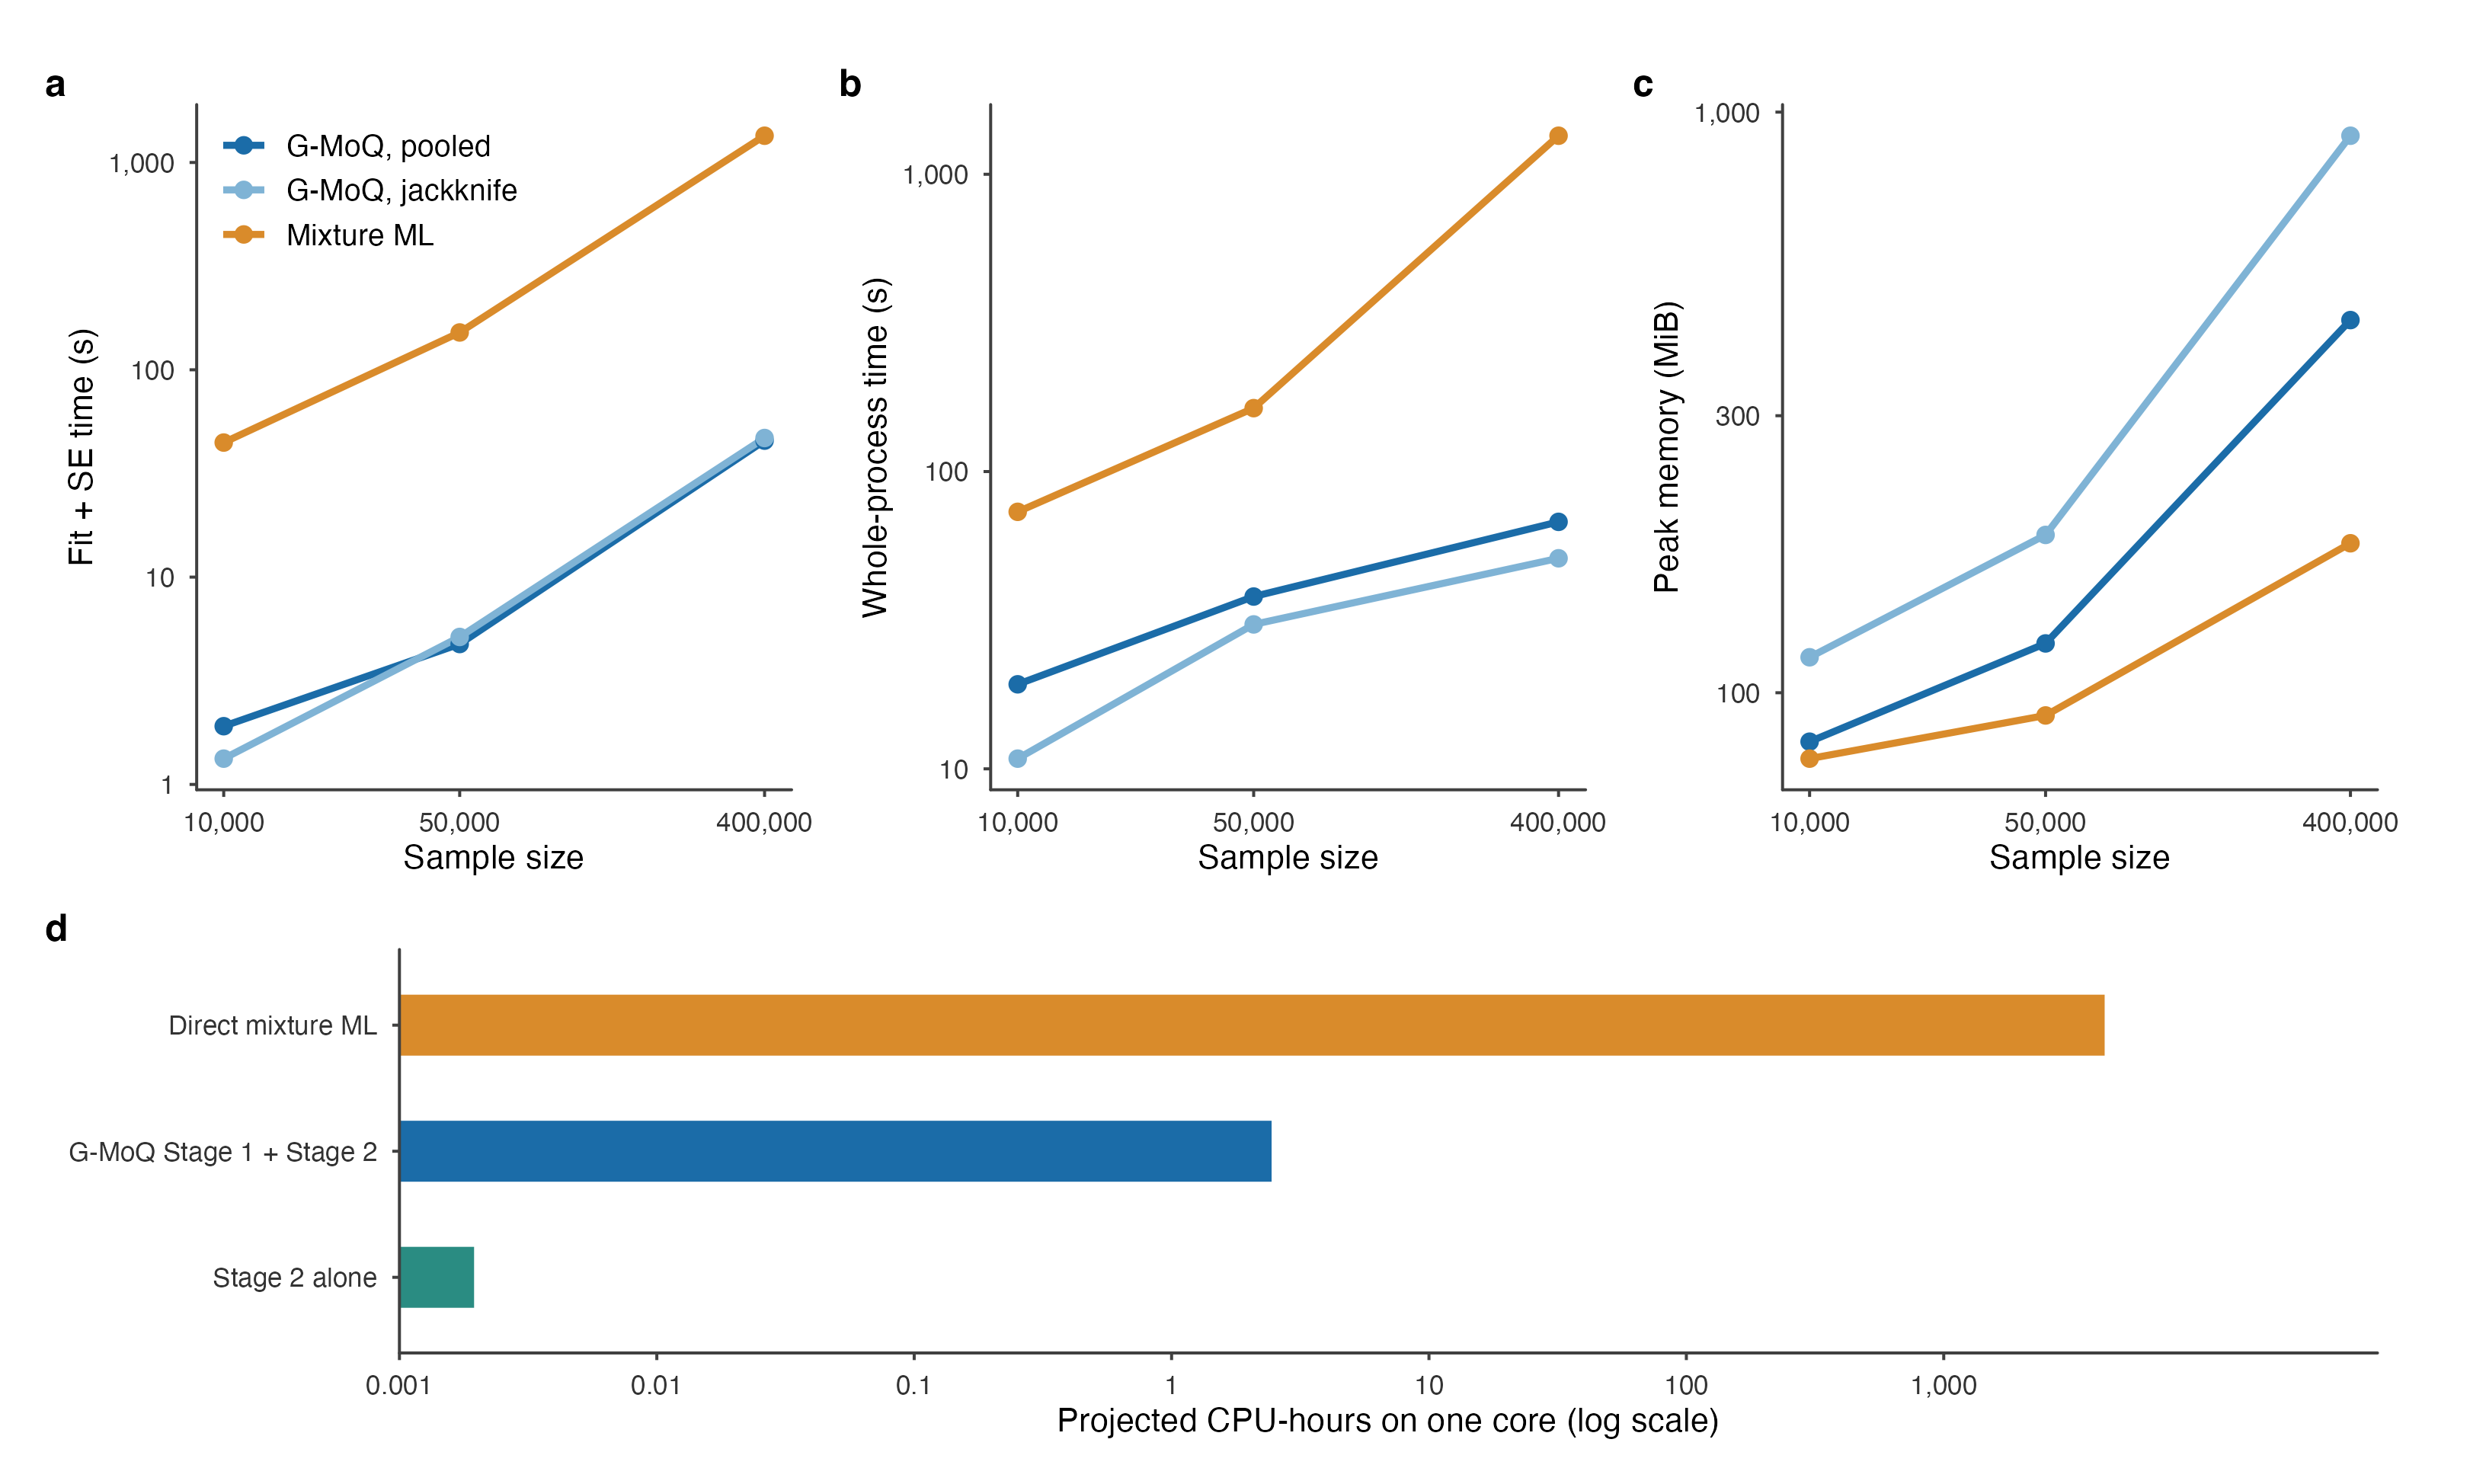 a
1,000
100
10
1
Fit + SE time (s)
G-MoQ, pooled
G-MoQ, jackknife
Mixture ML
10,000 50,000 400,000
Sample size
b
1,000
100
10
Whole-process time (s)
10,000 50,000 400,000
Sample size
c
1,000
300
100
Peak memory (MiB)
10,000 50,000 400,000
Sample size
d
Direct mixture ML
G-MoQ Stage 1 + Stage 2
Stage 2 alone
0.001 0.01 0.1 1 10 100 1,000
Projected CPU-hours on one core (log scale)